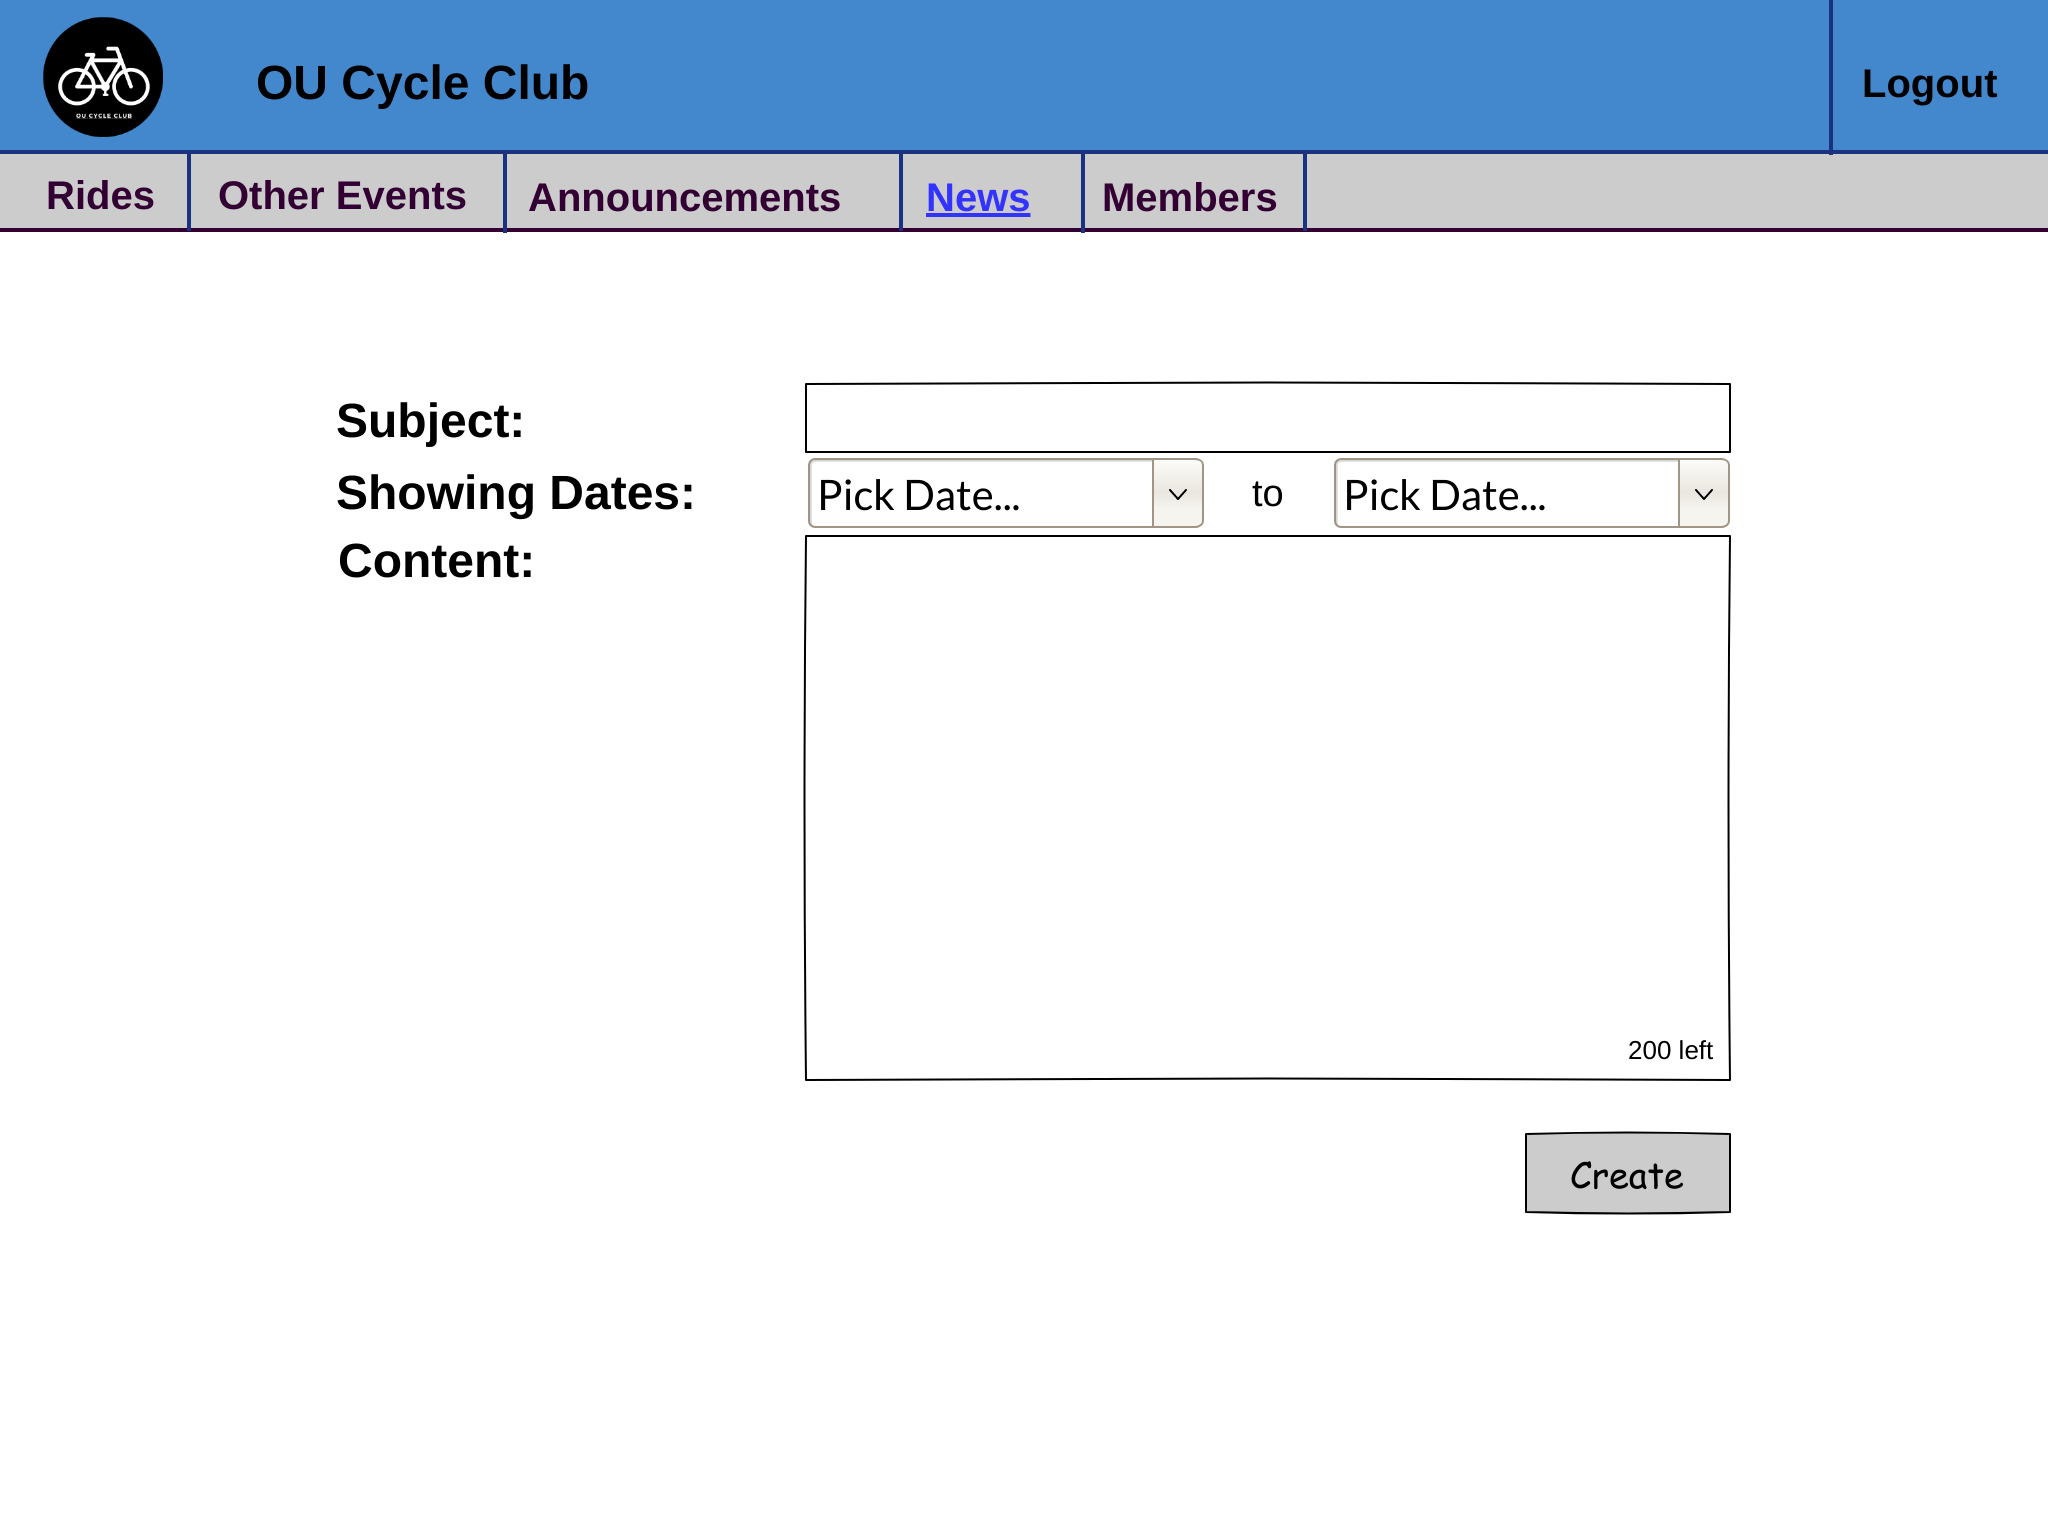 OU CYCLE CLUB
OU Cycle Club
Logout
Rides
Other Events
Announcements
News
Members
Subject:
Showing Dates:
Pick Date...
to
Pick Date...
Content:
200 left
Create